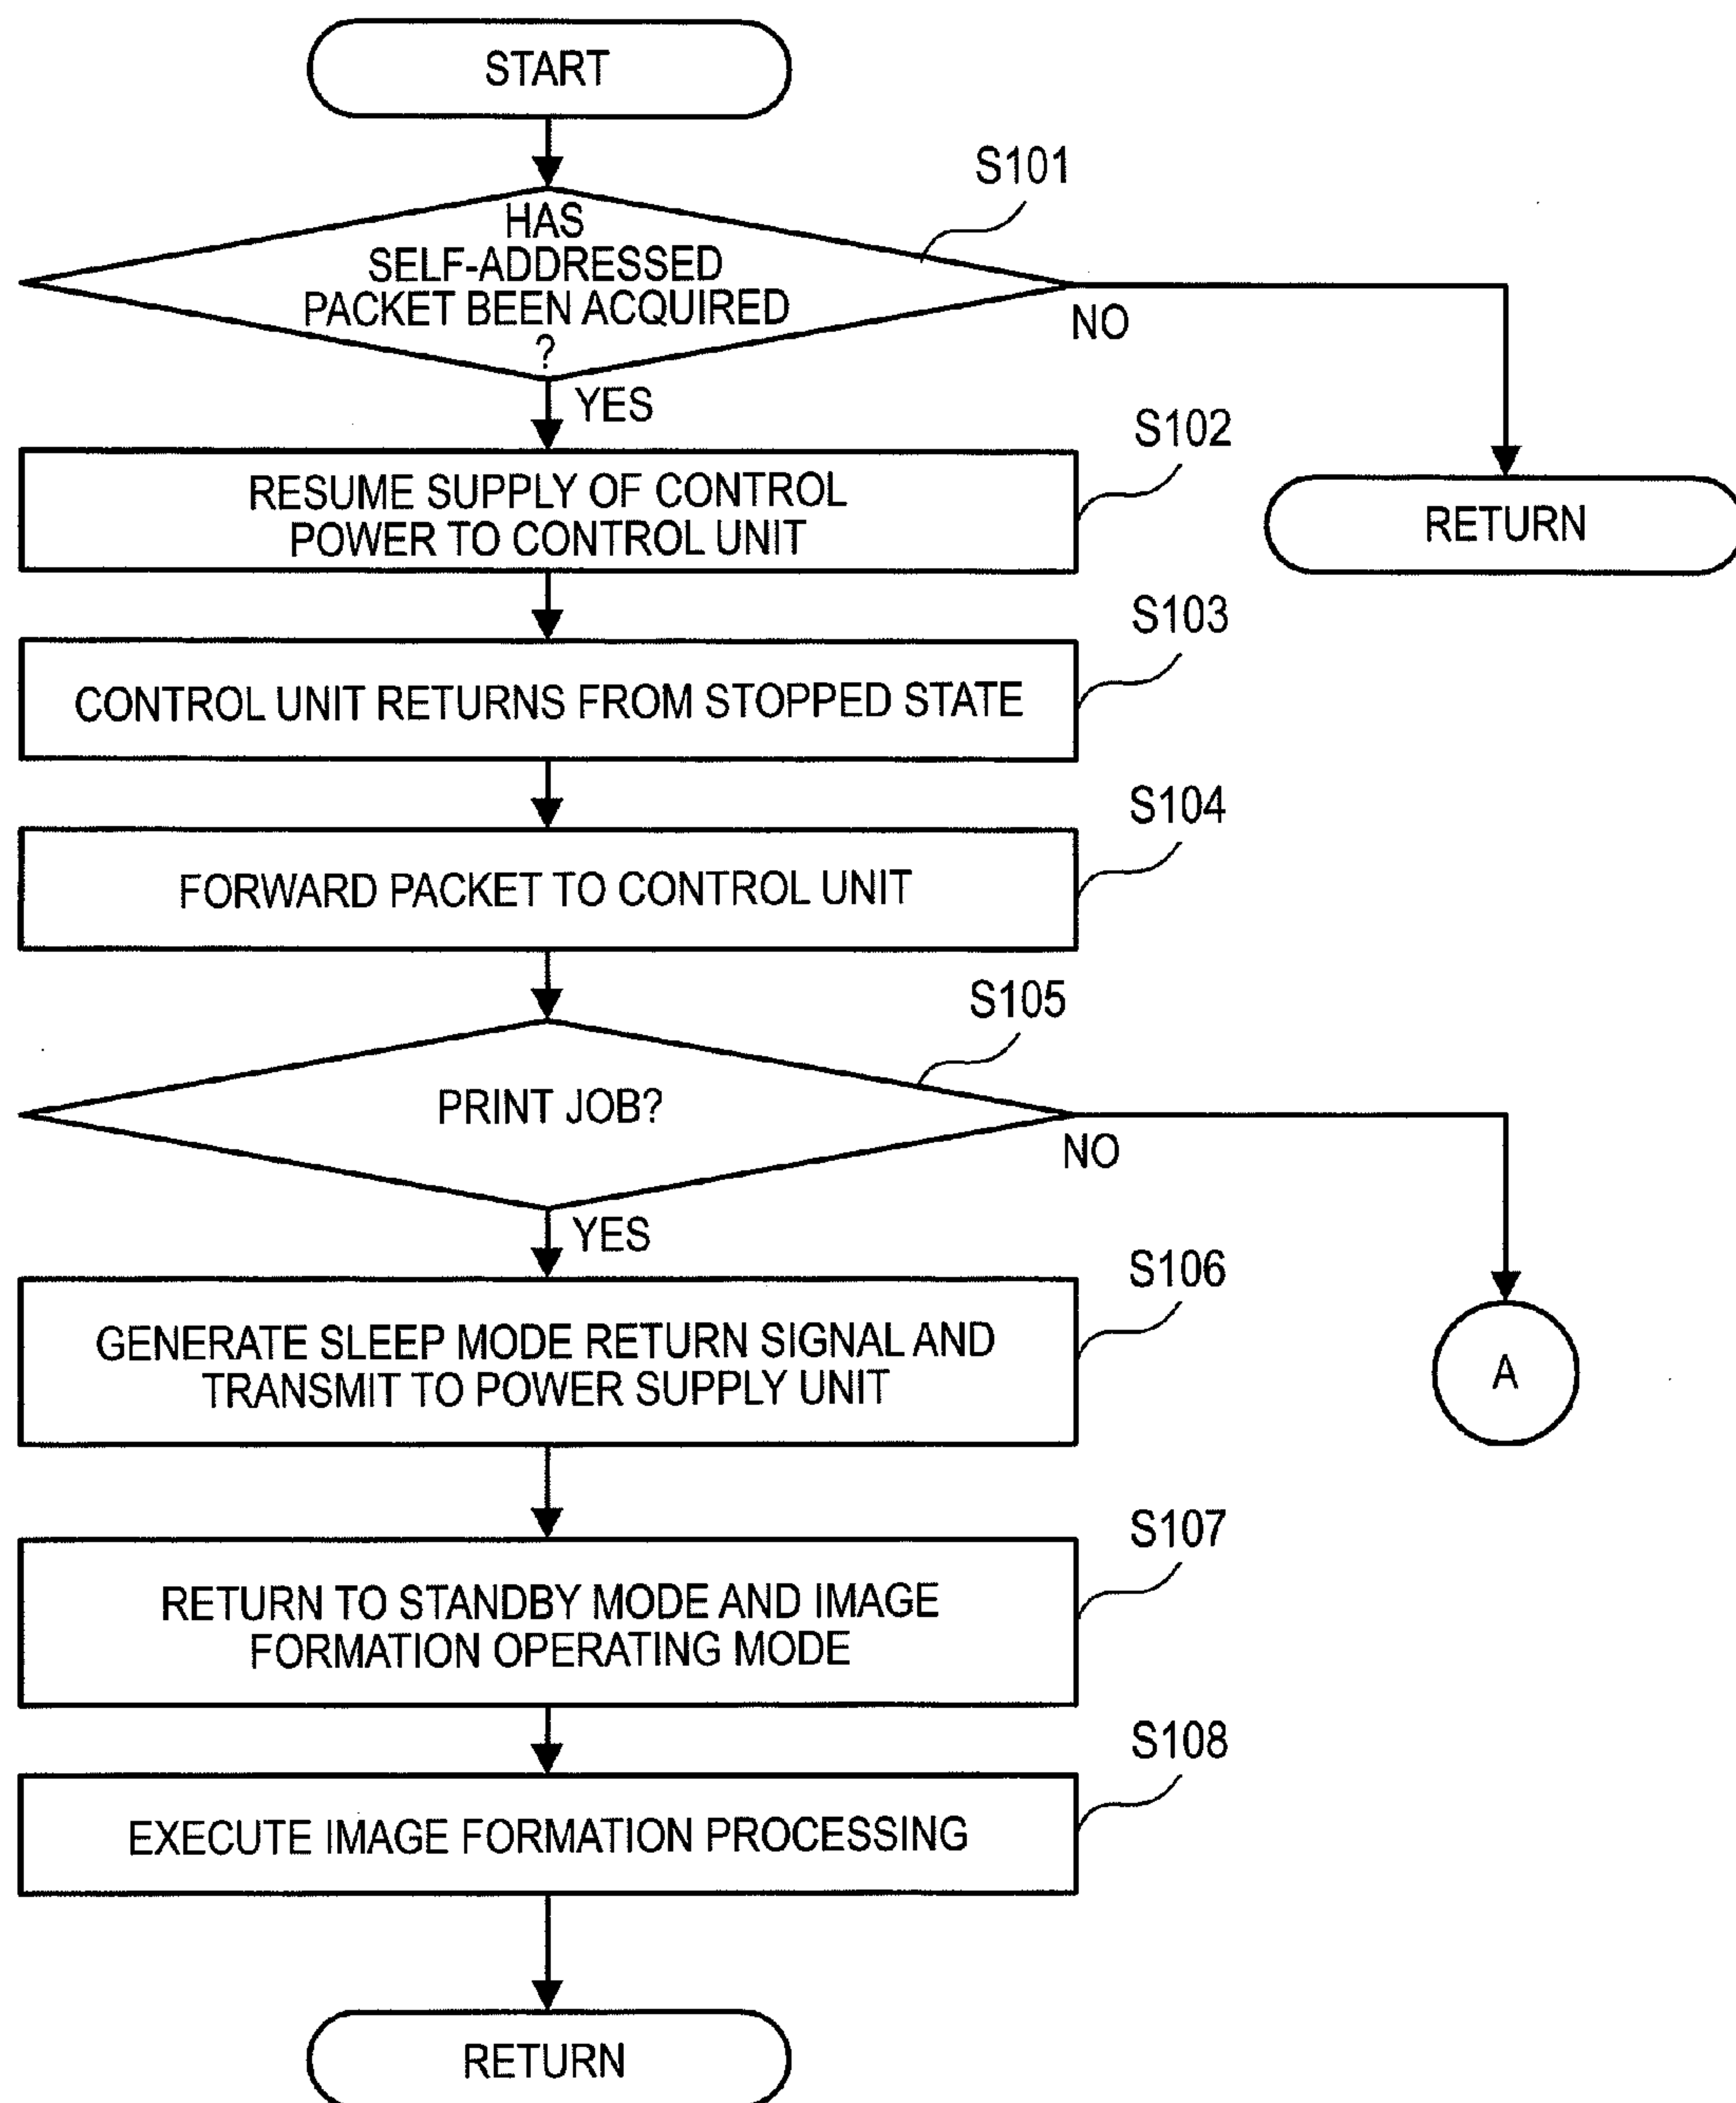 START
S101
HAS
SELF-ADDRESSED
PACKET BEEN ACQUIRED
?
NO
YES
S102
RESUME SUPPLY OF CONTROL
POWER TO CONTROL UNIT
RETURN
S103
CONTROL UNIT RETURNS FROM STOPPED STATE
S104
FORWARD PACKET TO CONTROL UNIT
S105
PRINT JOB?
NO
YES
S106
GENERATE SLEEP MODE RETURN SIGNAL AND
TRANSMIT TO POWER SUPPLY UNIT
A
S107
RETURN TO STANDBY MODE AND IMAGE
FORMATION OPERATING MODE
S108
EXECUTE IMAGE FORMATION PROCESSING
RETURN